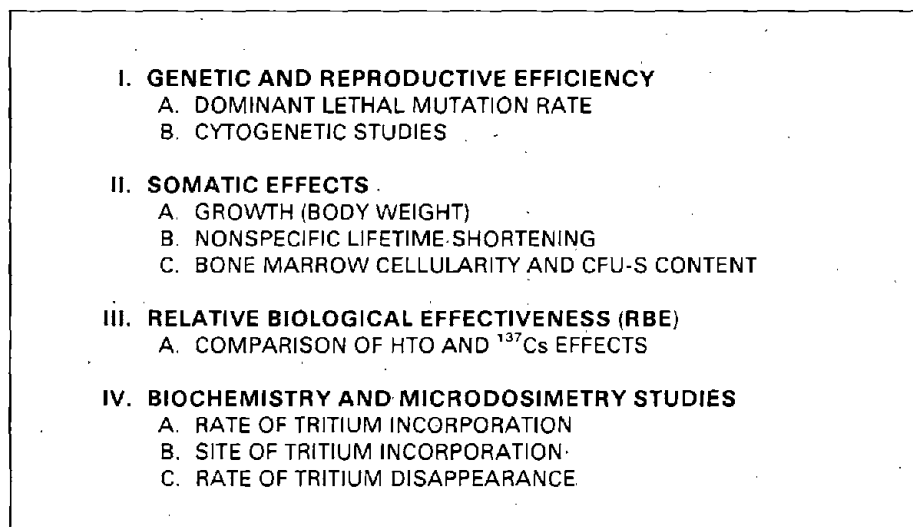 I. GENETIC AND REPRODUCTIVE EFFICIENCY
A. DOMINANT LETHAL MUTATION RATE
B. CYTOGENETIC STUDIES
II. SOMATIC EFFECTS
A. GROWTH (BODY WEIGHT)
B. NONSPECIFIC LIFETIME-SHORTENING
C. BONE MARROW CELLULARITY AND CFU-S CONTENT
III. RELATIVE BIOLOGICAL EFFECTIVENESS (RBE)
A. COMPARISON OF HTO AND ¹³⁷Cs EFFECTS
IV. BIOCHEMISTRY AND MICRODOSIMETRY STUDIES
A. RATE OF TRITIUM INCORPORATION
B. SITE OF TRITIUM INCORPORATION
C. RATE OF TRITIUM DISAPPEARANCE